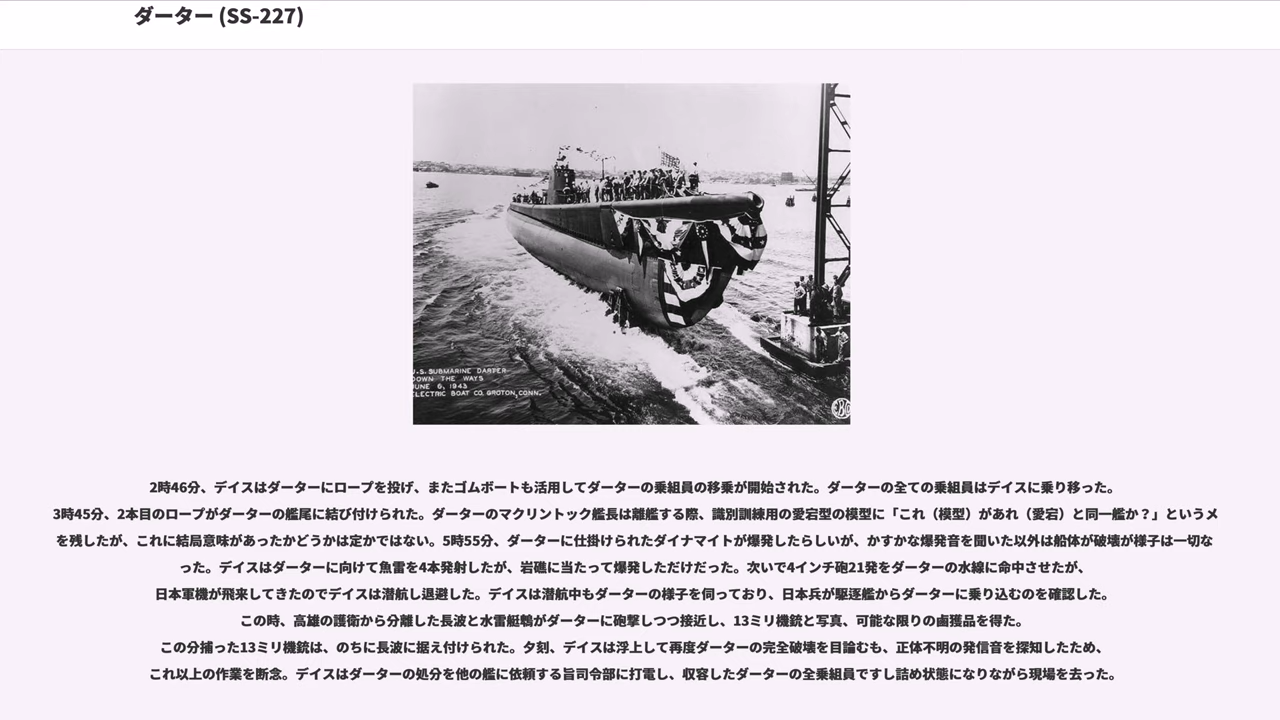 ダーター (SS-227)
U.S. SUBMARINE DARTER
DOWN THE WAYS
JUNE 6, 1943
ELECTRIC BOAT CO. GROTON, CONN.
2時46分、デイスはダーターにロープを投げ、またゴムボートも活用してダーターの乗組員の移乗が開始された。ダーターの全ての乗組員はデイスに乗り移った。
3時45分、2本目のロープがダーターの艦尾に結び付けられた。ダーターのマクリントック艦長は離艦する際、識別訓練用の愛宕型の模型に「これ（模型）があれ（愛宕）と同一艦か？」というメ
を残したが、これに結局意味があったかどうかは定かではない。5時55分、ダーターに仕掛けられたダイナマイトが爆発したらしいが、かすかな爆発音を聞いた以外は船体が破壊が様子は一切な
った。デイスはダーターに向けて魚雷を4本発射したが、岩礁に当たって爆発しただけだった。次いで4インチ砲21発をダーターの水線に命中させたが、
日本軍機が飛来してきたのでデイスは潜航し退避した。デイスは潜航中もダーターの様子を伺っており、日本兵が駆逐艦からダーターに乗り込むのを確認した。
この時、高雄の護衛から分離した長波と水雷艇鵯がダーターに砲撃しつつ接近し、13ミリ機銃と写真、可能な限りの鹵獲品を得た。
この分捕った13ミリ機銃は、のちに長波に据え付けられた。夕刻、デイスは浮上して再度ダーターの完全破壊を目論むも、正体不明の発信音を探知したため、
これ以上の作業を断念。デイスはダーターの処分を他の艦に依頼する旨司令部に打電し、収容したダーターの全乗組員ですし詰め状態になりながら現場を去った。